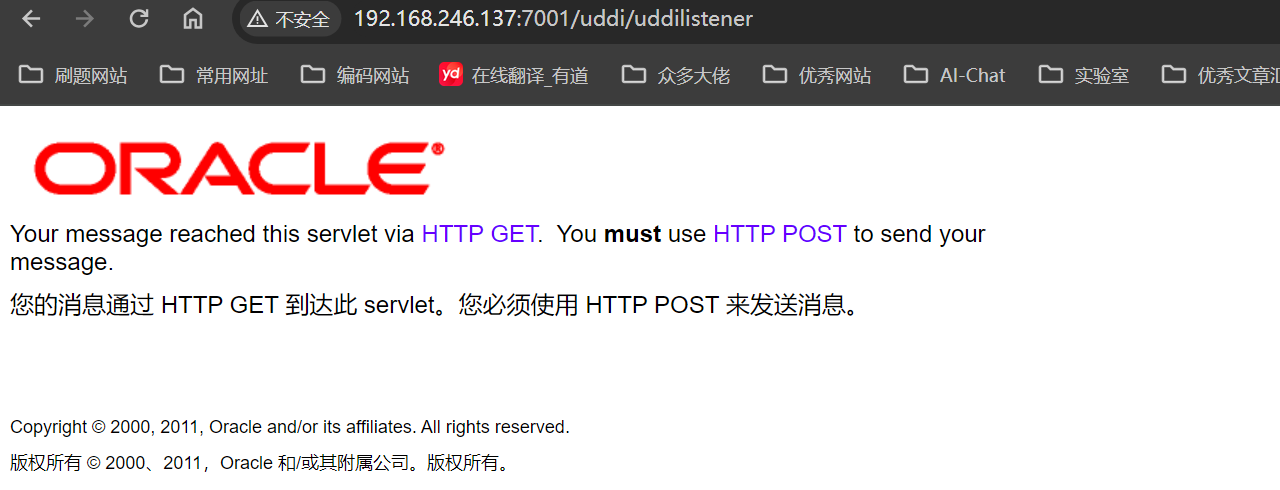 不安全 192.168.246.137:7001/uddi/uddilistener
刷题网站 常用网址 编码网站 yd 在线翻译_有道 众多大佬 优秀网站 AI-Chat 实验室 优秀文章汇
ORACLE®
Your message reached this servlet via HTTP GET. You must use HTTP POST to send your
message.
您的消息通过 HTTP GET 到达此 servlet。您必须使用 HTTP POST 来发送消息。
Copyright © 2000, 2011, Oracle and/or its affiliates. All rights reserved.
版权所有 © 2000、2011，Oracle 和/或其附属公司。版权所有。